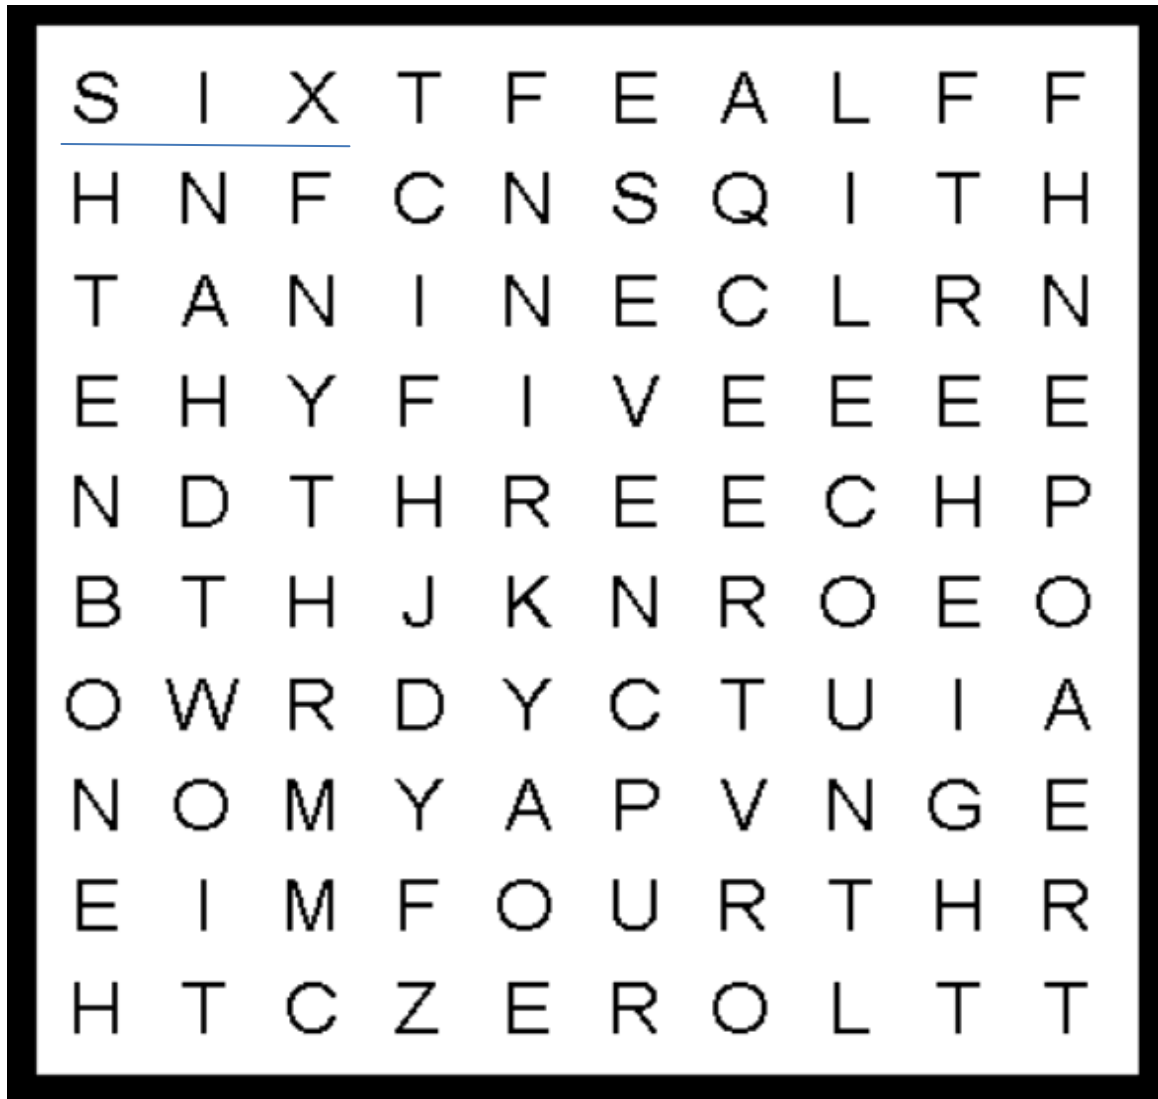 S I X T F E A L F F
H N F C N S Q I T H
T A N I N E C L R N
E H Y F I V E E E E
N D T H R E E C H P
B T H J K N R O E O
O W R D Y C T U I A
N O M Y A P V N G E
E I M F O U R T H R
H T C Z E R O L T T